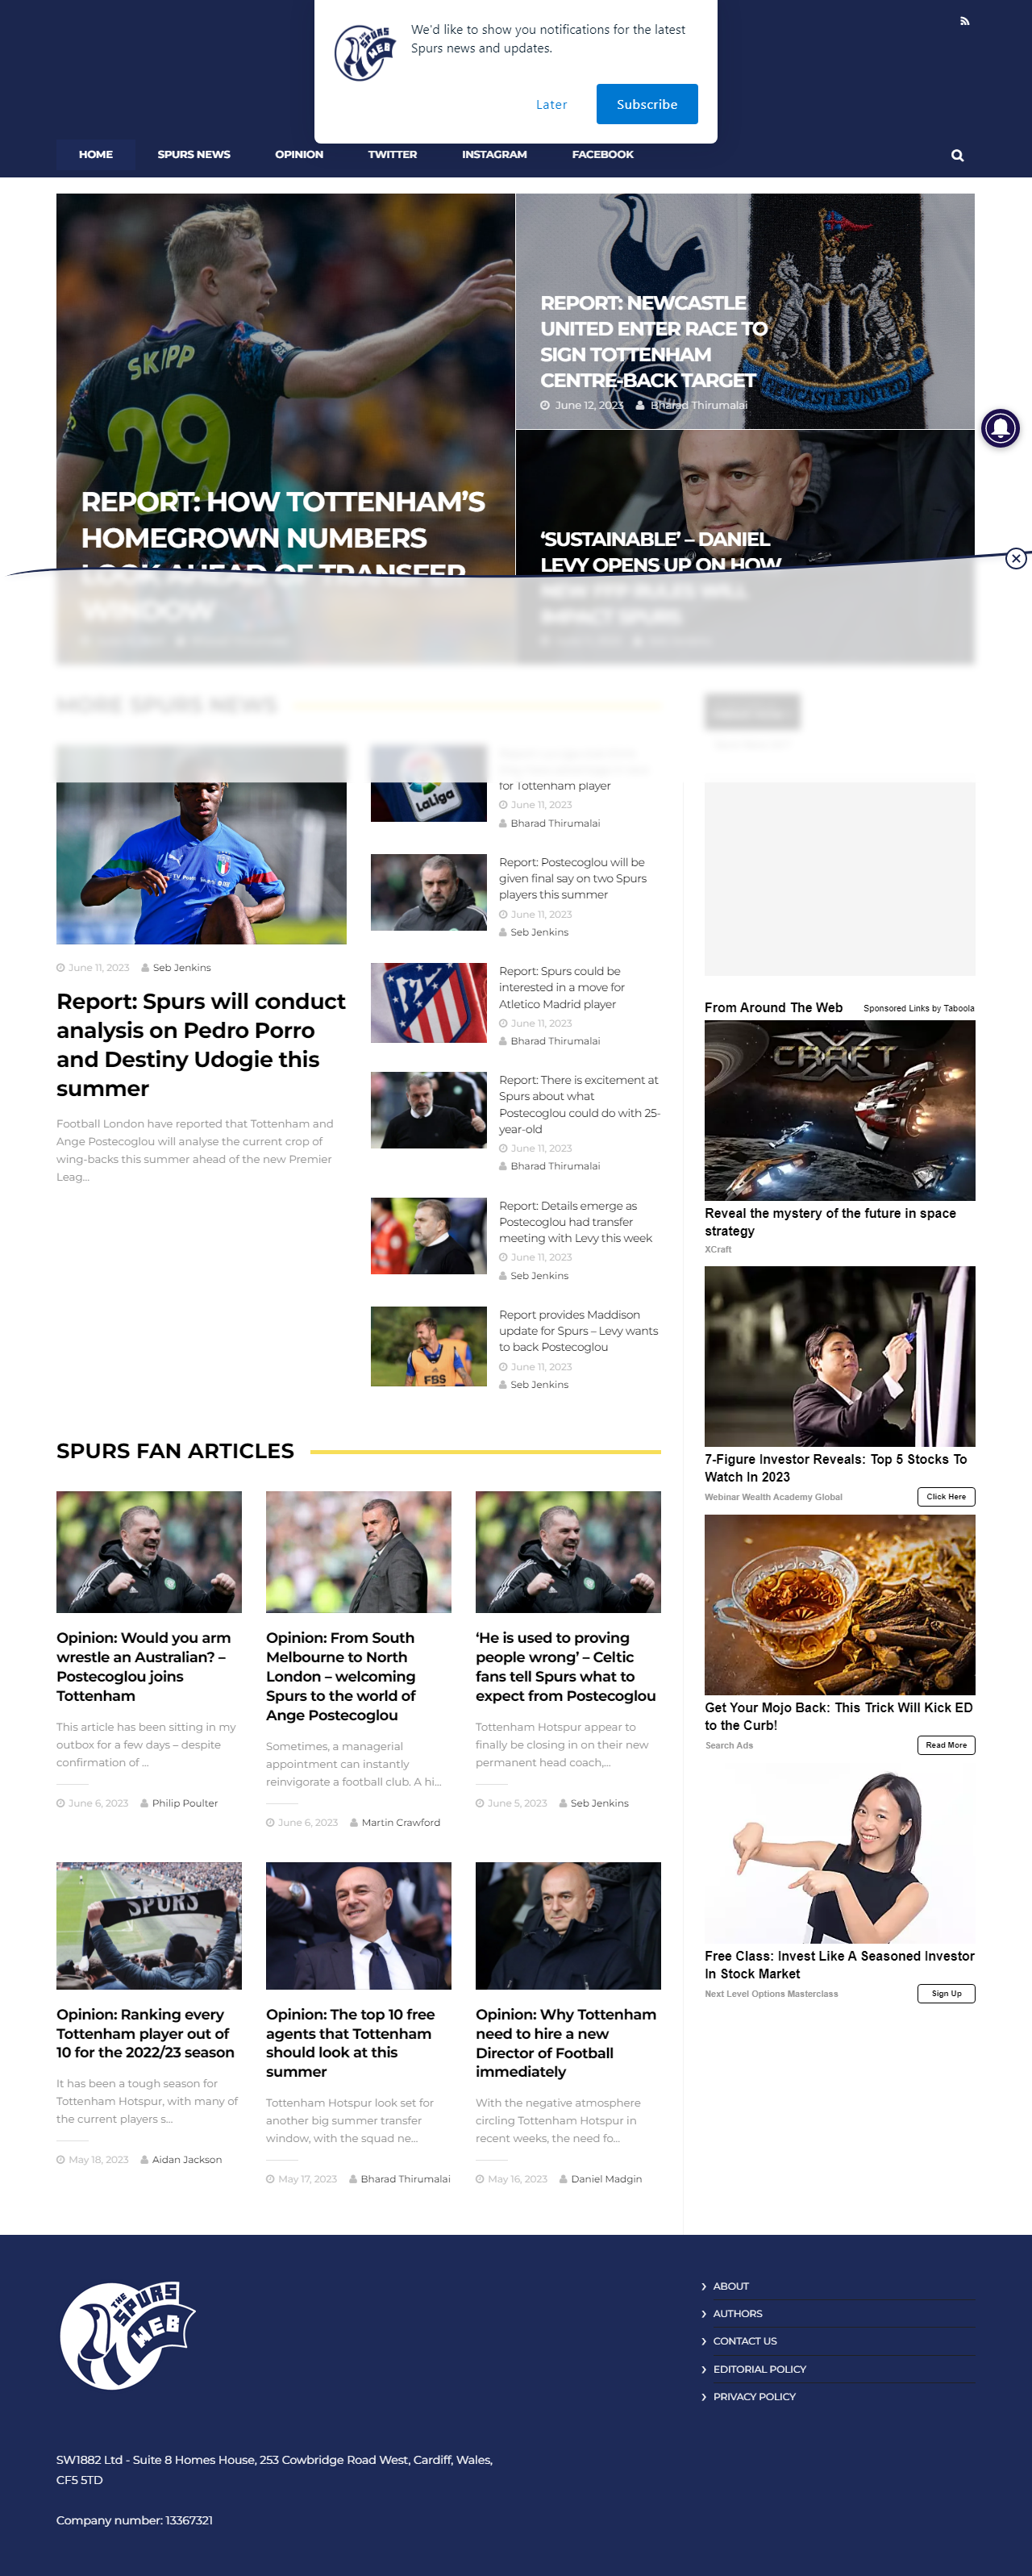 We'd like to show you notifications for the latest
Spurs news and updates.
Later
Subscribe
HOME
SPURS NEWS
OPINION
TWITTER
INSTAGRAM
FACEBOOK
SKIPP
29
REPORT: HOW TOTTENHAM'S
HOMEGROWN NUMBERS
LOOK AHEAD OF TRANSFER
WINDOW
REPORT: NEWCASTLE
UNITED ENTER RACE TO
SIGN TOTTENHAM
CENTRE-BACK TARGET
June 12, 2023 Bharad Thirumalai
‘SUSTAINABLE’ – DANIEL
LEVY OPENS UP ON HOW
NEW FFP RULES WILL
IMPACT SPURS
MORE SPURS NEWS
June 11, 2023 Seb Jenkins
Report: Spurs will conduct
analysis on Pedro Porro
and Destiny Udogie this
summer
Football London have reported that Tottenham and
Ange Postecoglou will analyse the current crop of
wing-backs this summer ahead of the new Premier
Leag...
LaLiga
for Tottenham player
June 11, 2023
Bharad Thirumalai
Report: Postecoglou will be
given final say on two Spurs
players this summer
June 11, 2023
Seb Jenkins
Report: Spurs could be
interested in a move for
Atletico Madrid player
June 11, 2023
Bharad Thirumalai
Report: There is excitement at
Spurs about what
Postecoglou could do with 25-
year-old
June 11, 2023
Bharad Thirumalai
Report: Details emerge as
Postecoglou had transfer
meeting with Levy this week
June 11, 2023
Seb Jenkins
FBS
Report provides Maddison
update for Spurs – Levy wants
to back Postecoglou
June 11, 2023
Seb Jenkins
From Around The Web
Sponsored Links by Taboola
XCRAFT
Reveal the mystery of the future in space
strategy
XCraft
7-Figure Investor Reveals: Top 5 Stocks To
Watch In 2023
Webinar Wealth Academy Global
Click Here
Get Your Mojo Back: This Trick Will Kick ED
to the Curb!
Search Ads
Read More
Free Class: Invest Like A Seasoned Investor
In Stock Market
Next Level Options Masterclass
Sign Up
SPURS FAN ARTICLES
Opinion: Would you arm
wrestle an Australian? –
Postecoglou joins
Tottenham
This article has been sitting in my
outbox for a few days – despite
confirmation of ...
June 6, 2023 Philip Poulter
Opinion: From South
Melbourne to North
London – welcoming
Spurs to the world of
Ange Postecoglou
Sometimes, a managerial
appointment can instantly
reinvigorate a football club. A hi...
June 6, 2023 Martin Crawford
‘He is used to proving
people wrong’ – Celtic
fans tell Spurs what to
expect from Postecoglou
Tottenham Hotspur appear to
finally be closing in on their new
permanent head coach,...
June 5, 2023 Seb Jenkins
SPURS
Opinion: Ranking every
Tottenham player out of
10 for the 2022/23 season
It has been a tough season for
Tottenham Hotspur, with many of
the current players s...
May 18, 2023 Aidan Jackson
Opinion: The top 10 free
agents that Tottenham
should look at this
summer
Tottenham Hotspur look set for
another big summer transfer
window, with the squad ne...
May 17, 2023 Bharad Thirumalai
Opinion: Why Tottenham
need to hire a new
Director of Football
immediately
With the negative atmosphere
circling Tottenham Hotspur in
recent weeks, the need fo...
May 16, 2023 Daniel Madgin
THE SPURS WEB
ABOUT
AUTHORS
CONTACT US
EDITORIAL POLICY
PRIVACY POLICY
SW1882 Ltd - Suite 8 Homes House, 253 Cowbridge Road West, Cardiff, Wales,
CF5 5TD
Company number: 13367321